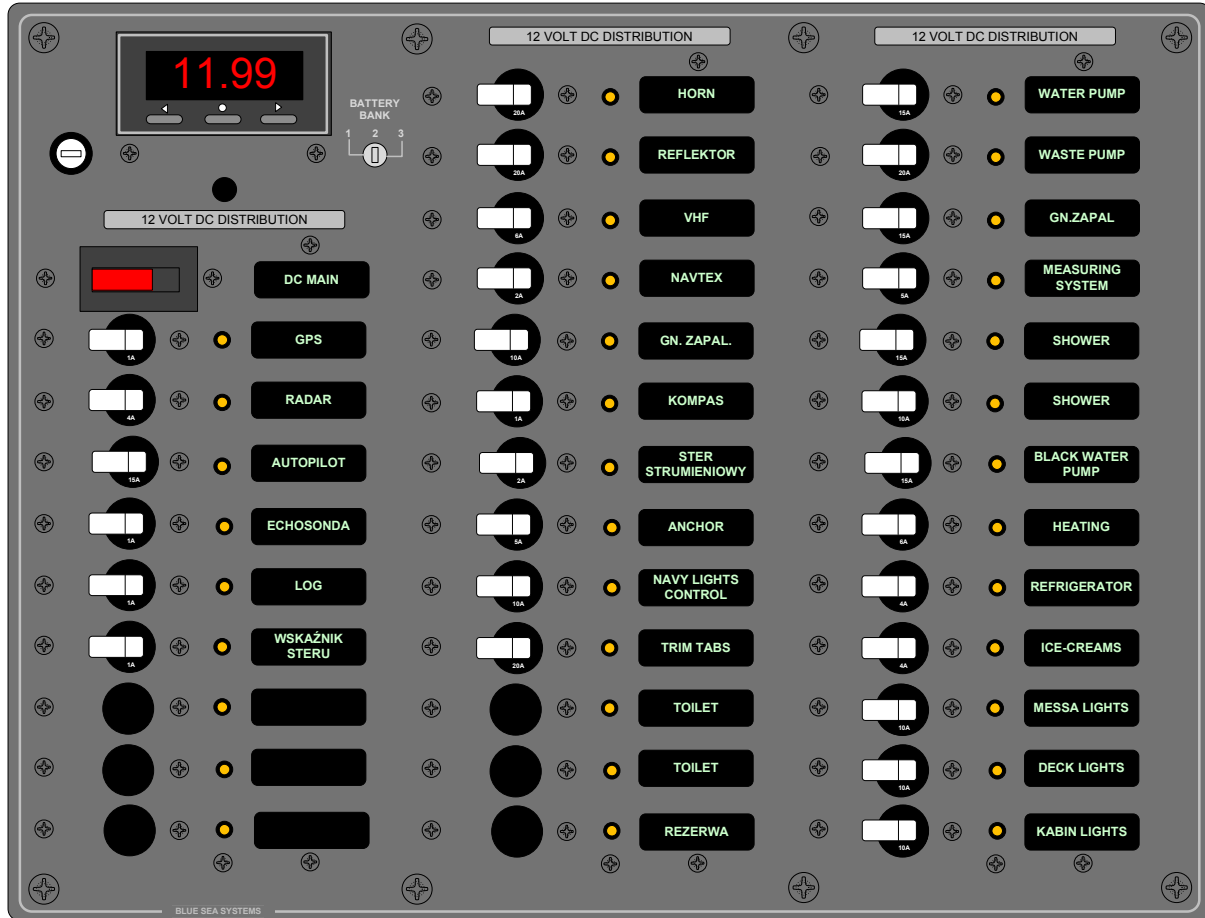 11.99
BATTERY
BANK
1 2 3
12 VOLT DC DISTRIBUTION
DC MAIN
1A GPS
4A RADAR
15A AUTOPILOT
1A ECHOSONDA
1A LOG
1A WSKAŹNIK
STERU
BLUE SEA SYSTEMS
12 VOLT DC DISTRIBUTION
20A HORN
20A REFLEKTOR
6A VHF
2A NAVTEX
10A GN. ZAPAL.
1A KOMPAS
2A STER
STRUMIENIOWY
5A ANCHOR
10A NAVY LIGHTS
CONTROL
20A TRIM TABS
TOILET
TOILET
REZERWA
12 VOLT DC DISTRIBUTION
15A WATER PUMP
20A WASTE PUMP
15A GN.ZAPAL
5A MEASURING
SYSTEM
15A SHOWER
10A SHOWER
15A BLACK WATER
PUMP
6A HEATING
4A REFRIGERATOR
4A ICE-CREAMS
10A MESSA LIGHTS
10A DECK LIGHTS
10A KABIN LIGHTS